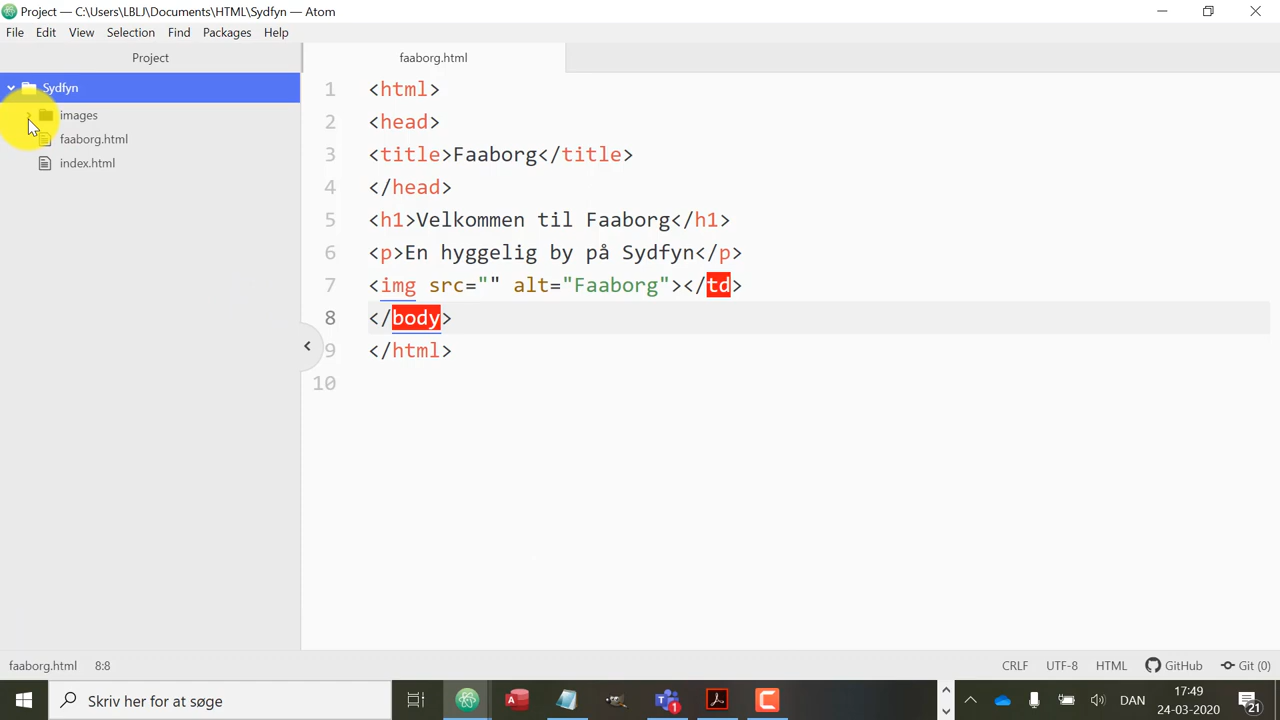 Project — C:\Users\LBLJ\Documents\HTML\Sydfyn — Atom
File Edit View Selection Find Packages Help
Project
faaborg.html
Sydfyn
images
faaborg.html
index.html
1 <html>
2 <head>
3 <title>Faaborg</title>
4 </head>
5 <h1>Velkommen til Faaborg</h1>
6 <p>En hyggelig by på Sydfyn</p>
7 <img src="" alt="Faaborg"></td>
8 </body>
9 </html>
10
faaborg.html 8:8 CRLF UTF-8 HTML GitHub Git (0)
Skriv her for at søge
1
DAN
17:49
24-03-2020
21